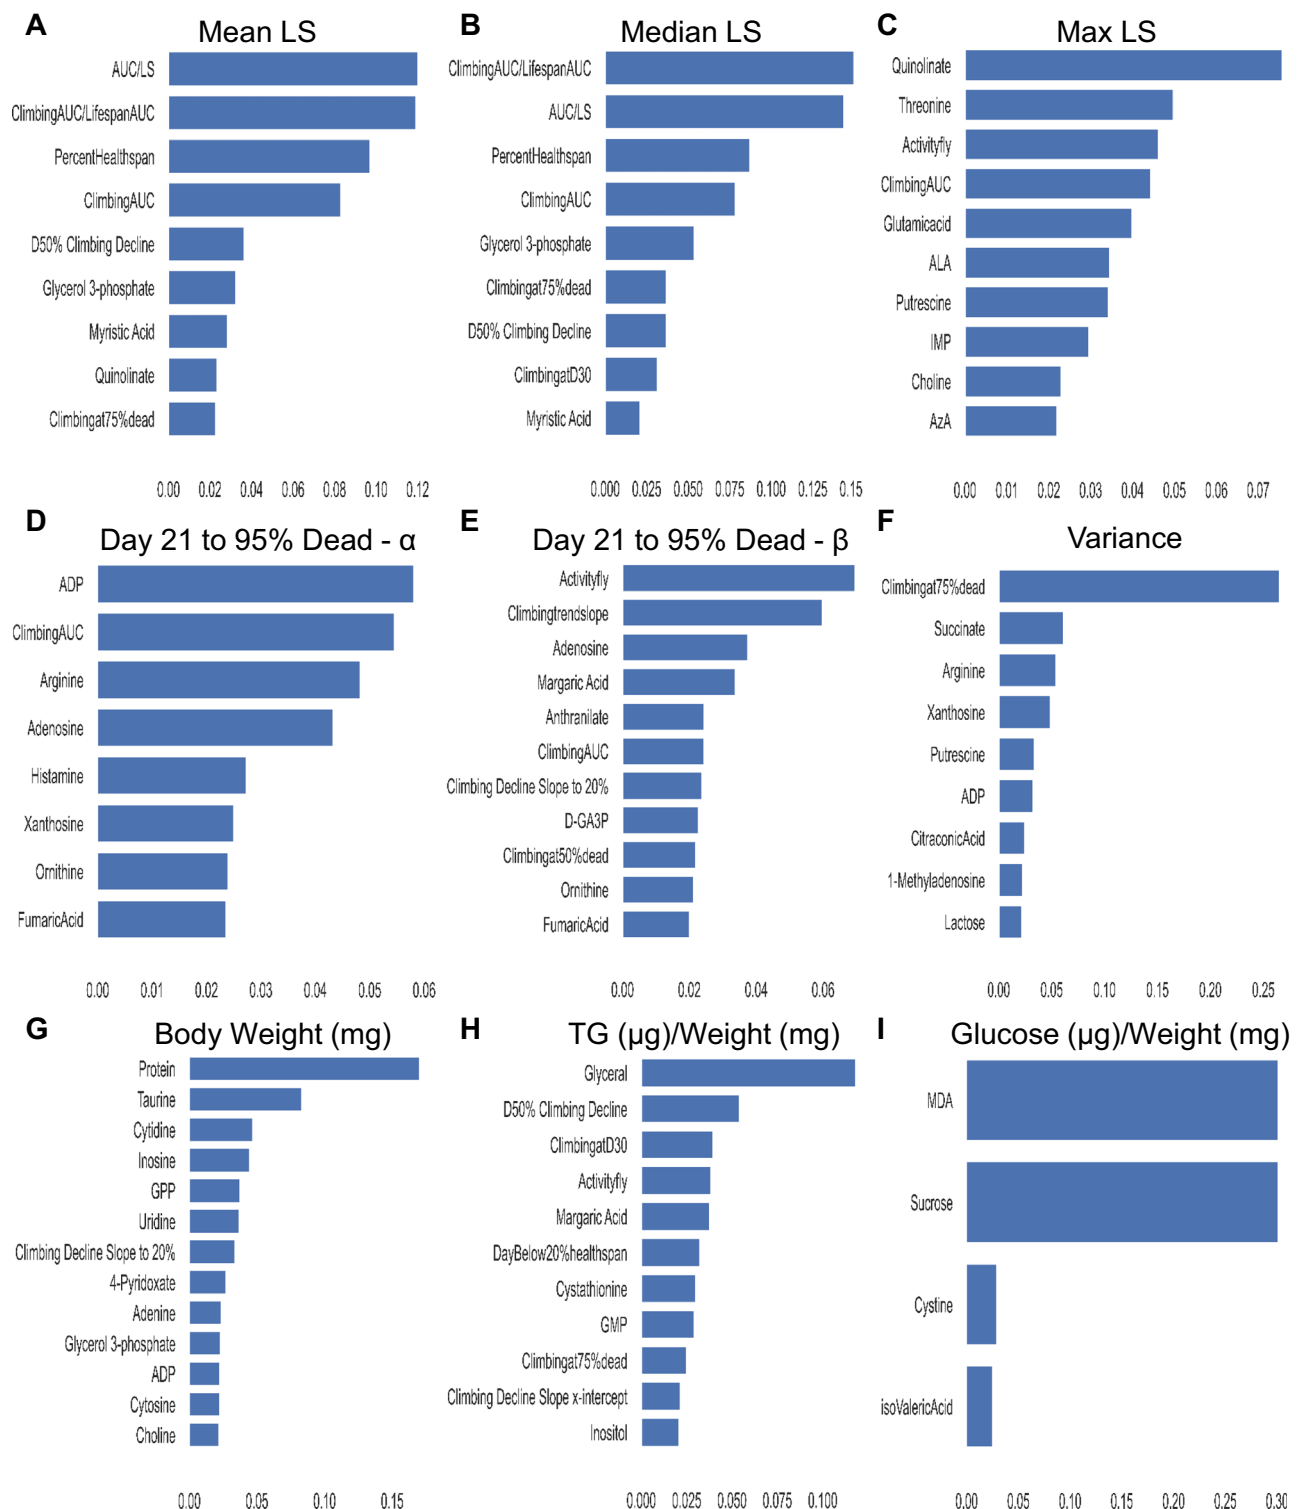 A
Mean LS
AUC/LS
ClimbingAUC/LifespanAUC
PercentHealthspan
ClimbingAUC
D50% Climbing Decline
Glycerol 3-phosphate
Myristic Acid
Quinolinate
Climbingat75%dead
0.00 0.02 0.04 0.06 0.08 0.10 0.12
B
Median LS
ClimbingAUC/LifespanAUC
AUC/LS
PercentHealthspan
ClimbingAUC
Glycerol 3-phosphate
Climbingat75%dead
D50% Climbing Decline
ClimbingatD30
Myristic Acid
0.000 0.025 0.050 0.075 0.100 0.125 0.15
C
Max LS
Quinolinate
Threonine
Activityfly
ClimbingAUC
Glutamicacid
ALA
Putrescine
IMP
Choline
AzA
0.00 0.01 0.02 0.03 0.04 0.05 0.06 0.07
D
Day 21 to 95% Dead - α
ADP
ClimbingAUC
Arginine
Adenosine
Histamine
Xanthosine
Ornithine
FumaricAcid
0.00 0.01 0.02 0.03 0.04 0.05 0.06
E
Day 21 to 95% Dead - β
Activityfly
Climbingtrendslope
Adenosine
Margaric Acid
Anthranilate
ClimbingAUC
Climbing Decline Slope to 20%
D-GA3P
Climbingat50%dead
Ornithine
FumaricAcid
0.00 0.02 0.04 0.06
F
Variance
Climbingat75%dead
Succinate
Arginine
Xanthosine
Putrescine
ADP
CitraconicAcid
1-Methyladenosine
Lactose
0.00 0.05 0.10 0.15 0.20 0.25
G
Body Weight (mg)
Protein
Taurine
Cytidine
Inosine
GPP
Uridine
Climbing Decline Slope to 20%
4-Pyridoxate
Adenine
Glycerol 3-phosphate
ADP
Cytosine
Choline
0.00 0.05 0.10 0.15
H
TG (µg)/Weight (mg)
Glyceral
D50% Climbing Decline
ClimbingatD30
Activityfly
Margaric Acid
DayBelow20%healthspan
Cystathionine
GMP
Climbingat75%dead
Climbing Decline Slope x-intercept
Inositol
0.000 0.025 0.050 0.075 0.100
I
Glucose (µg)/Weight (mg)
MDA
Sucrose
Cystine
isoValericAcid
0.00 0.05 0.10 0.15 0.20 0.25 0.30